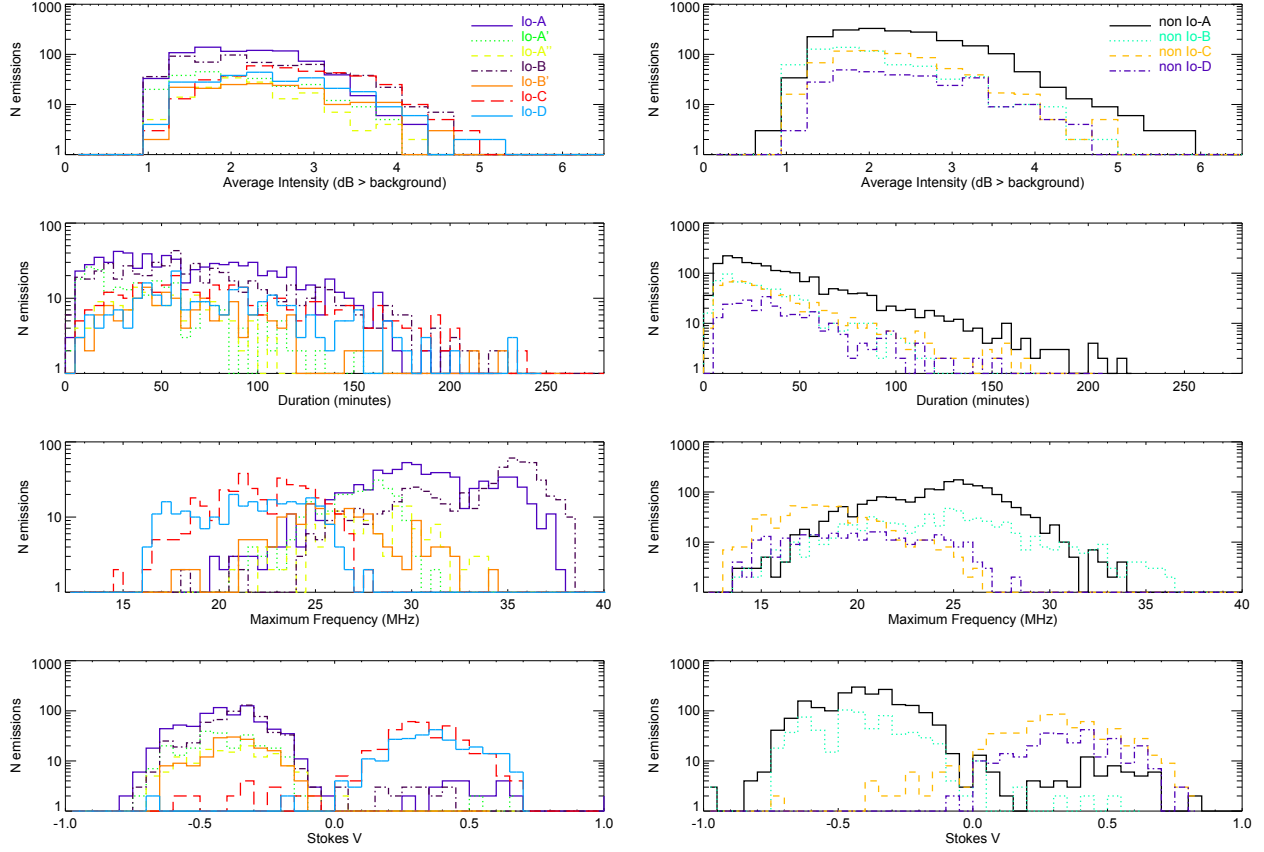 1000
100
10
1
N emissions
Io-A
Io-A'
Io-A''
Io-B
Io-B'
Io-C
Io-D
0 1 2 3 4 5 6
Average Intensity (dB > background)
1000
100
10
1
N emissions
non Io-A
non Io-B
non Io-C
non Io-D
0 1 2 3 4 5 6
Average Intensity (dB > background)
100
10
1
N emissions
0 50 100 150 200 250
Duration (minutes)
1000
100
10
1
N emissions
0 50 100 150 200 250
Duration (minutes)
100
10
1
N emissions
15 20 25 30 35 40
Maximum Frequency (MHz)
1000
100
10
1
N emissions
15 20 25 30 35 40
Maximum Frequency (MHz)
1000
100
10
1
N emissions
-1.0 -0.5 0.0 0.5 1.0
Stokes V
1000
100
10
1
N emissions
-1.0 -0.5 0.0 0.5 1.0
Stokes V